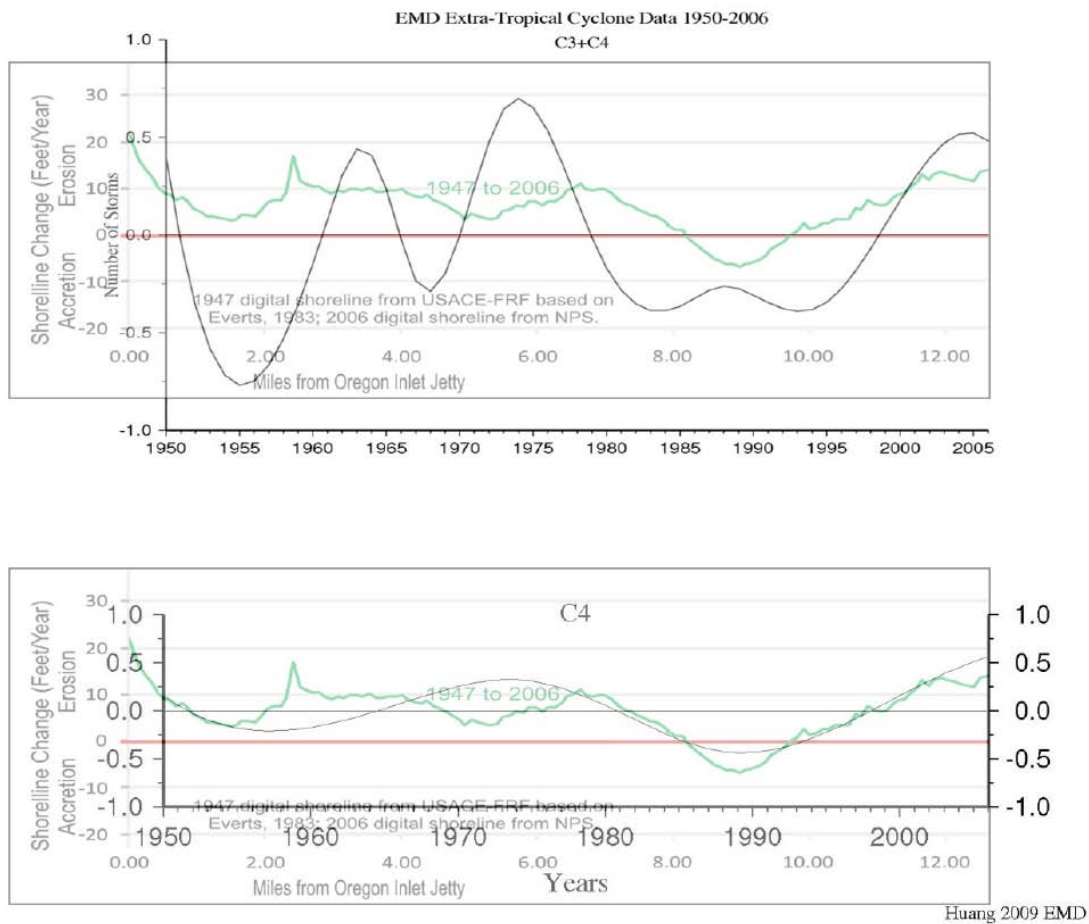 EMD Extra-Tropical Cyclone Data 1950-2006
C3+C4
1.0
0.5
0.0
-0.5
-1.0
Number of Storms
30
20
10
0
-10
-20
Shorelline Change (Feet/Year)
Accretion Erosion
1947 to 2006
1947 digital shoreline from USACE-FRF based on
Everts, 1983; 2006 digital shoreline from NPS.
0.00 2.00 4.00 6.00 8.00 10.00 12.00
Miles from Oregon Inlet Jetty
1950 1955 1960 1965 1970 1975 1980 1985 1990 1995 2000 2005
C4
30
20
10
0
-10
-20
Shorelline Change (Feet/Year)
Accretion Erosion
1.0
0.5
0.0
-0.5
-1.0
1.0
0.5
0.0
-0.5
-1.0
1947 to 2006
1947 digital shoreline from USACE-FRF based on
Everts, 1983; 2006 digital shoreline from NPS.
1950 1960 1970 1980 1990 2000
0.00 2.00 4.00 6.00 8.00 10.00 12.00
Miles from Oregon Inlet Jetty
Years
Huang 2009 EMD